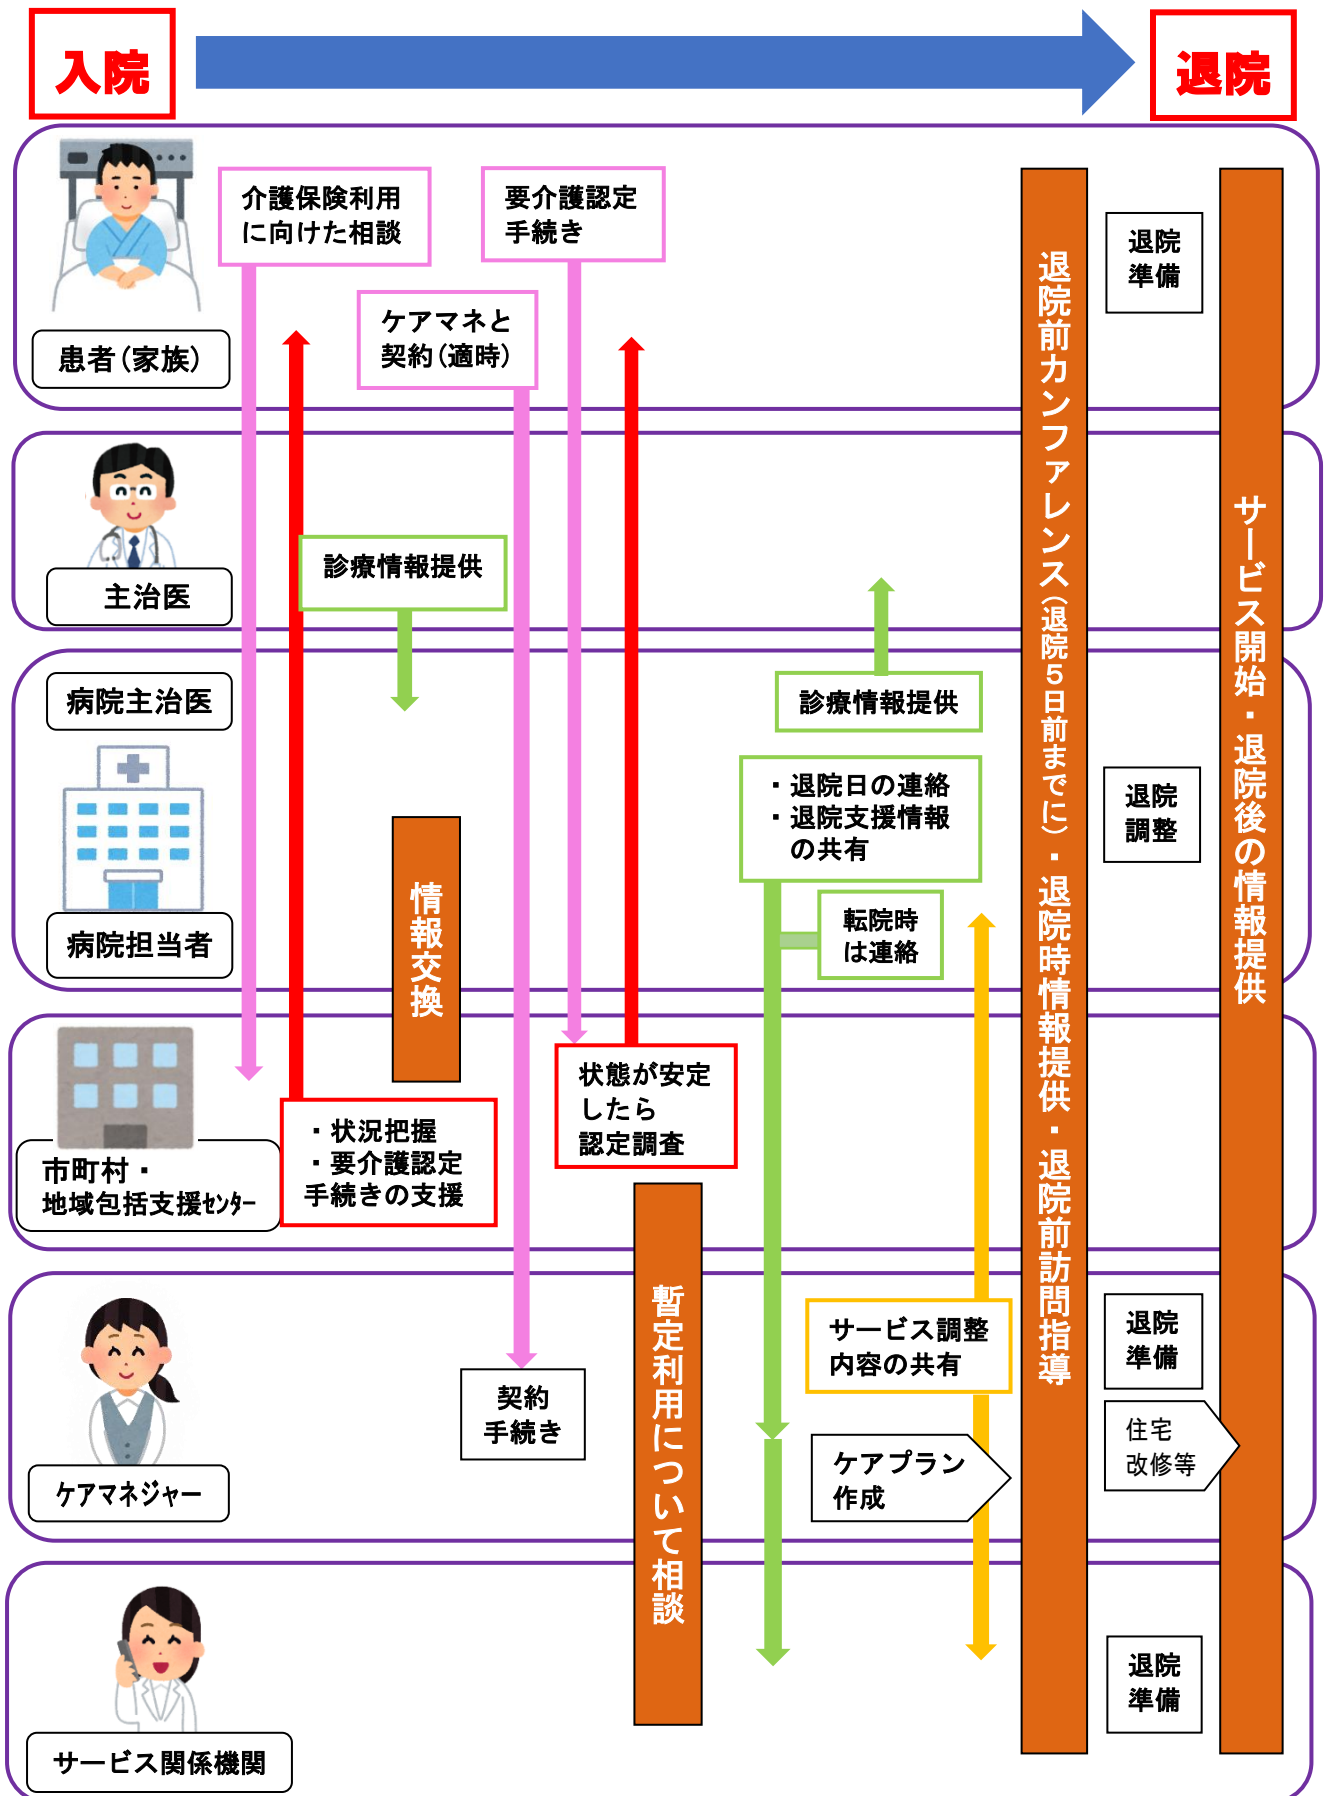 入院
退院
介護保険利用
に向けた相談
要介護認定
手続き
ケアマネと
契約（適時）
患者（家族）
退院
準備
主治医
診療情報提供
病院主治医
病院担当者
情報交換
診療情報提供
・退院日の連絡
・退院支援情報
の共有
転院時
は連絡
退院
調整
市町村・
地域包括支援ｾﾝﾀｰ
・状況把握
・要介護認定
手続きの支援
状態が安定
したら
認定調査
ケアマネジャー
契約
手続き
暫定利用について相談
サービス調整
内容の共有
ケアプラン
作成
退院
準備
住宅
改修等
サービス関係機関
退院
準備
退院前カンファレンス（退院５日前までに）・退院時情報提供・退院前訪問指導
サービス開始・退院後の情報提供